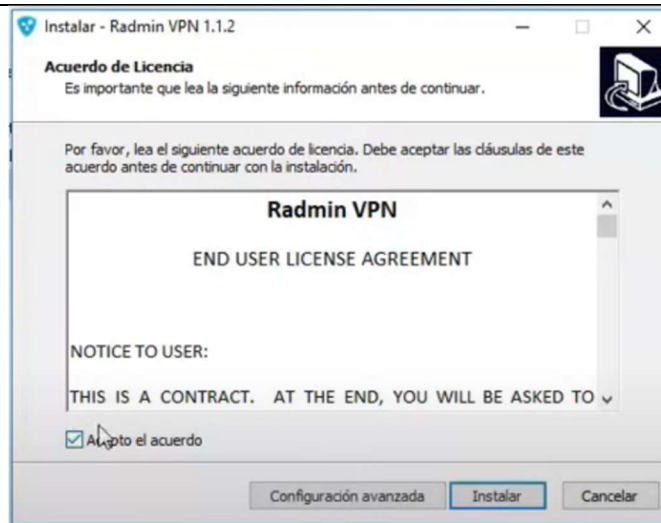 Instalar - Radmin VPN 1.1.2
Acuerdo de Licencia
Es importante que lea la siguiente información antes de continuar.
Por favor, lea el siguiente acuerdo de licencia. Debe aceptar las cláusulas de este
acuerdo antes de continuar con la instalación.
Radmin VPN
END USER LICENSE AGREEMENT
NOTICE TO USER:
THIS IS A CONTRACT. AT THE END, YOU WILL BE ASKED TO
Acepto el acuerdo
Configuración avanzada
Instalar
Cancelar